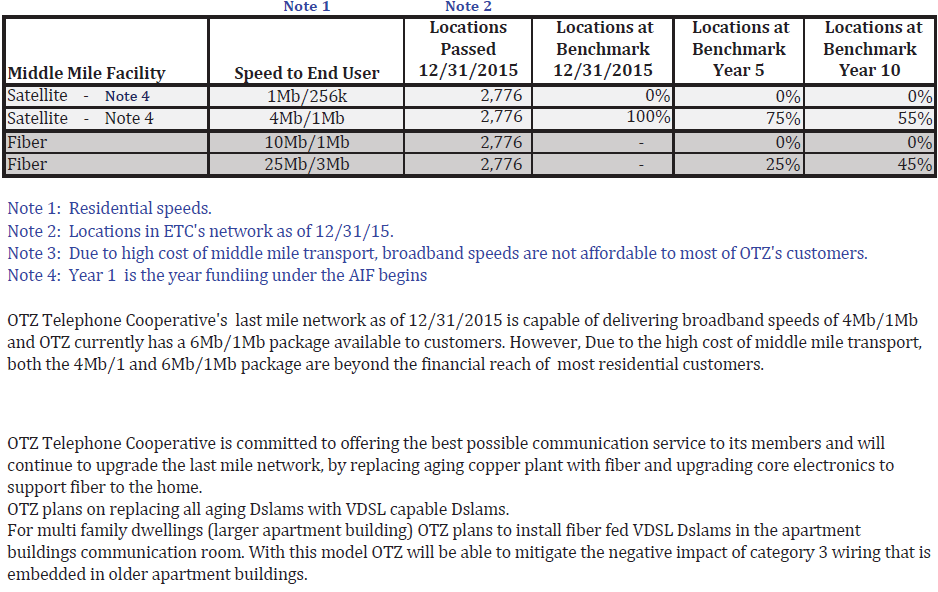 Note 1 Note 2
Middle Mile Facility Speed to End User Locations Passed 12/31/2015 Locations at Benchmark 12/31/2015 Locations at Benchmark Year 5 Locations at Benchmark Year 10
Satellite - Note 4 1Mb/256k 2,776 0% 0% 0%
Satellite - Note 4 4Mb/1Mb 2,776 100% 75% 55%
Fiber 10Mb/1Mb 2,776 - 0% 0%
Fiber 25Mb/3Mb 2,776 - 25% 45%
Note 1: Residential speeds.
Note 2: Locations in ETC's network as of 12/31/15.
Note 3: Due to high cost of middle mile transport, broadband speeds are not affordable to most of OTZ's customers.
Note 4: Year 1 is the year fundiing under the AIF begins
OTZ Telephone Cooperative's last mile network as of 12/31/2015 is capable of delivering broadband speeds of 4Mb/1Mb
and OTZ currently has a 6Mb/1Mb package available to customers. However, Due to the high cost of middle mile transport,
both the 4Mb/1 and 6Mb/1Mb package are beyond the financial reach of most residential customers.
OTZ Telephone Cooperative is committed to offering the best possible communication service to its members and will
continue to upgrade the last mile network, by replacing aging copper plant with fiber and upgrading core electronics to
support fiber to the home.
OTZ plans on replacing all aging Dslams with VDSL capable Dslams.
For multi family dwellings (larger apartment building) OTZ plans to install fiber fed VDSL Dslams in the apartment
buildings communication room. With this model OTZ will be able to mitigate the negative impact of category 3 wiring that is
embedded in older apartment buildings.